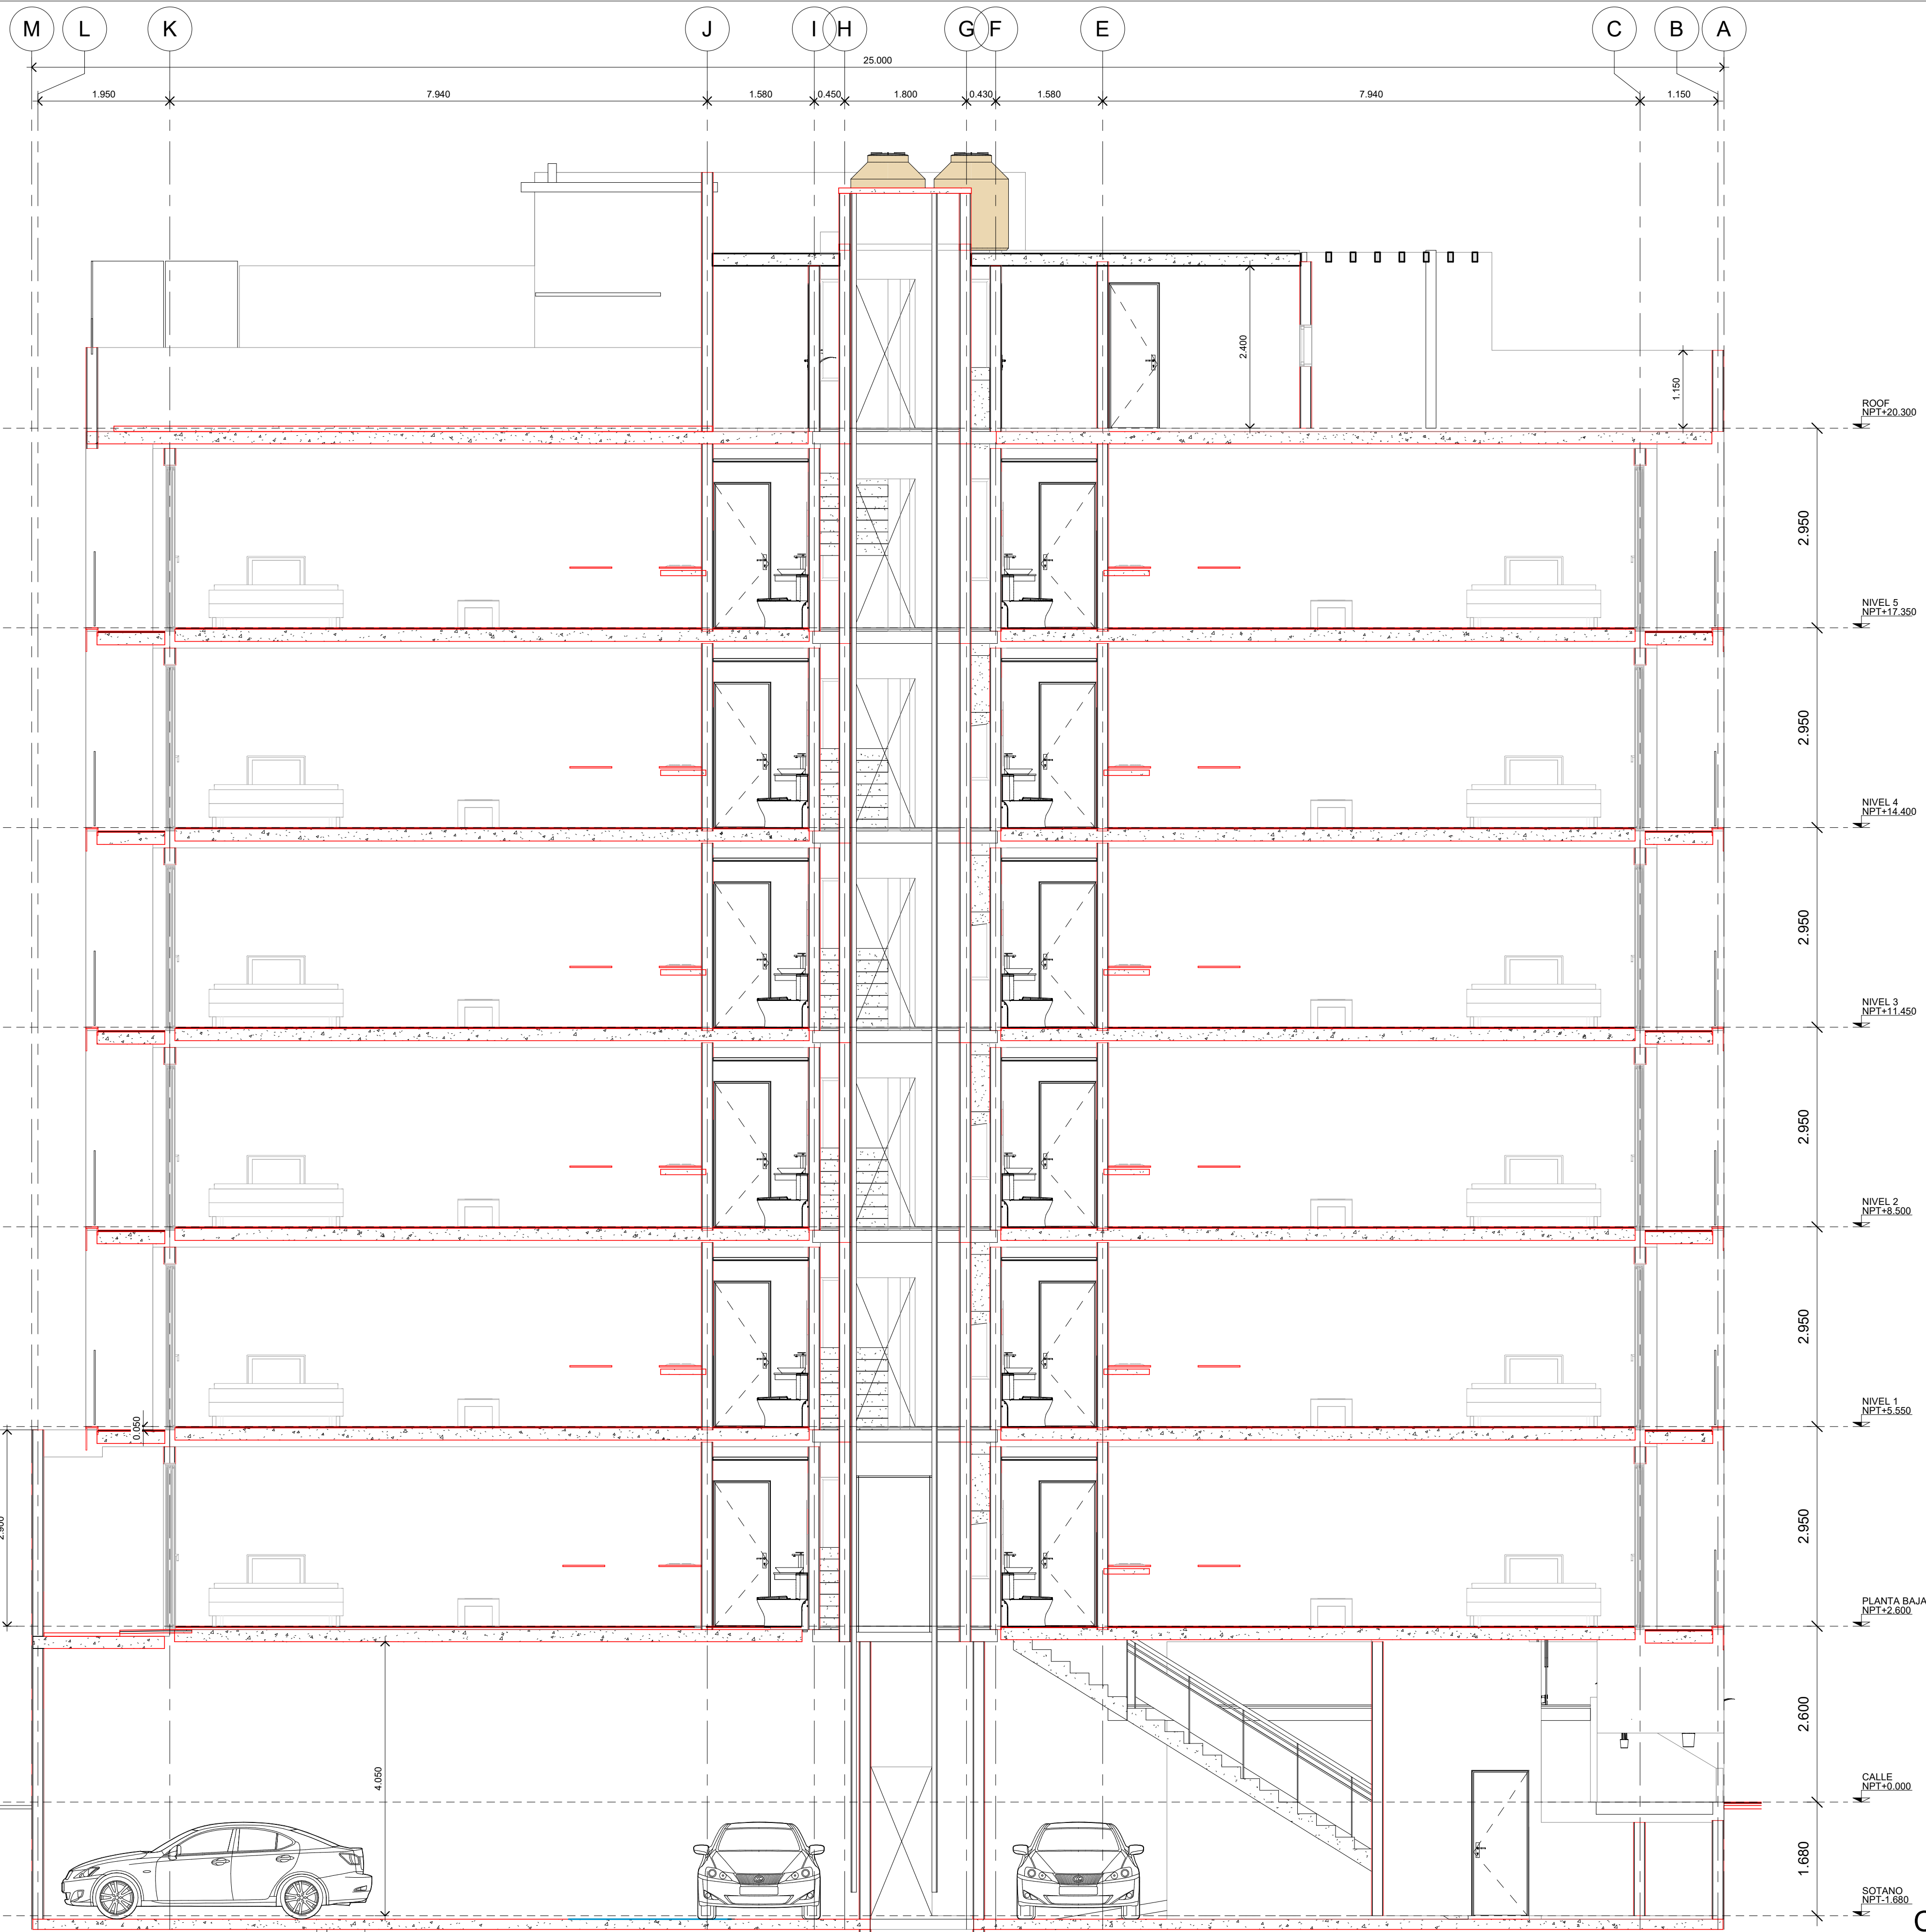 M L K J I H G F E C B A
25.000
1.950 7.940 1.580 0.450 1.800 0.430 1.580 7.940 1.150
2.400
1.150
ROOF
NPT+20.300
2.950
NIVEL 5
NPT+17.350
2.950
NIVEL 4
NPT+14.400
2.950
NIVEL 3
NPT+11.450
2.950
NIVEL 2
NPT+8.500
2.950
NIVEL 1
NPT+5.550
0.050
2.900
2.950
PLANTA BAJA
NPT+2.600
2.600
4.050
CALLE
NPT+0.000
1.680
SOTANO
NPT-1.680